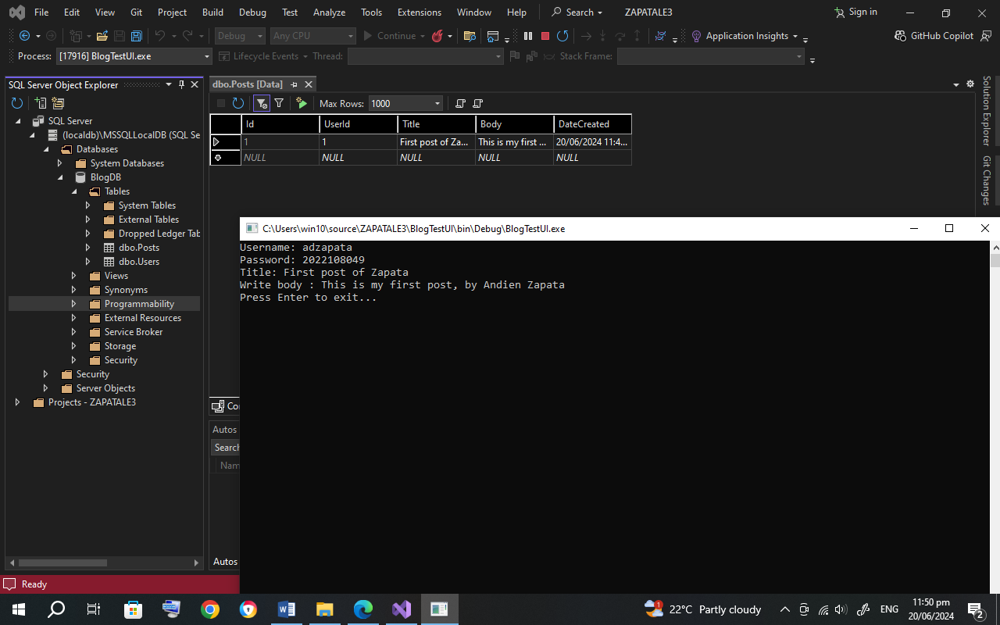 File Edit View Git Project Build Debug Test Analyze Tools Extensions Window Help Search ZAPATALE3 Sign in
Debug Any CPU Continue Application Insights GitHub Copilot
Process: [17916] BlogTestUI.exe Lifecycle Events Thread: Stack Frame:
SQL Server Object Explorer
SQL Server
(localdb)\MSSQLLocalDB (SQL Se
Databases
System Databases
BlogDB
Tables
System Tables
External Tables
Dropped Ledger Tab
dbo.Posts
dbo.Users
Views
Synonyms
Programmability
External Resources
Service Broker
Storage
Security
Security
Server Objects
Projects - ZAPATALE3
dbo.Posts [Data]
Max Rows: 1000
Id UserId Title Body DateCreated
1 1 First post of Za... This is my first ... 20/06/2024 11:4...
NULL NULL NULL NULL NULL
Solution Explorer
Git Changes
C:\Users\win10\source\ZAPATALE3\BlogTestUI\bin\Debug\BlogTestUI.exe
Username: adzapata
Password: 2022108049
Title: First post of Zapata
Write body : This is my first post, by Andien Zapata
Press Enter to exit...
Co
Autos
Search
Nam
Autos
Ready
1
22°C Partly cloudy
ENG
11:50 pm
20/06/2024
2